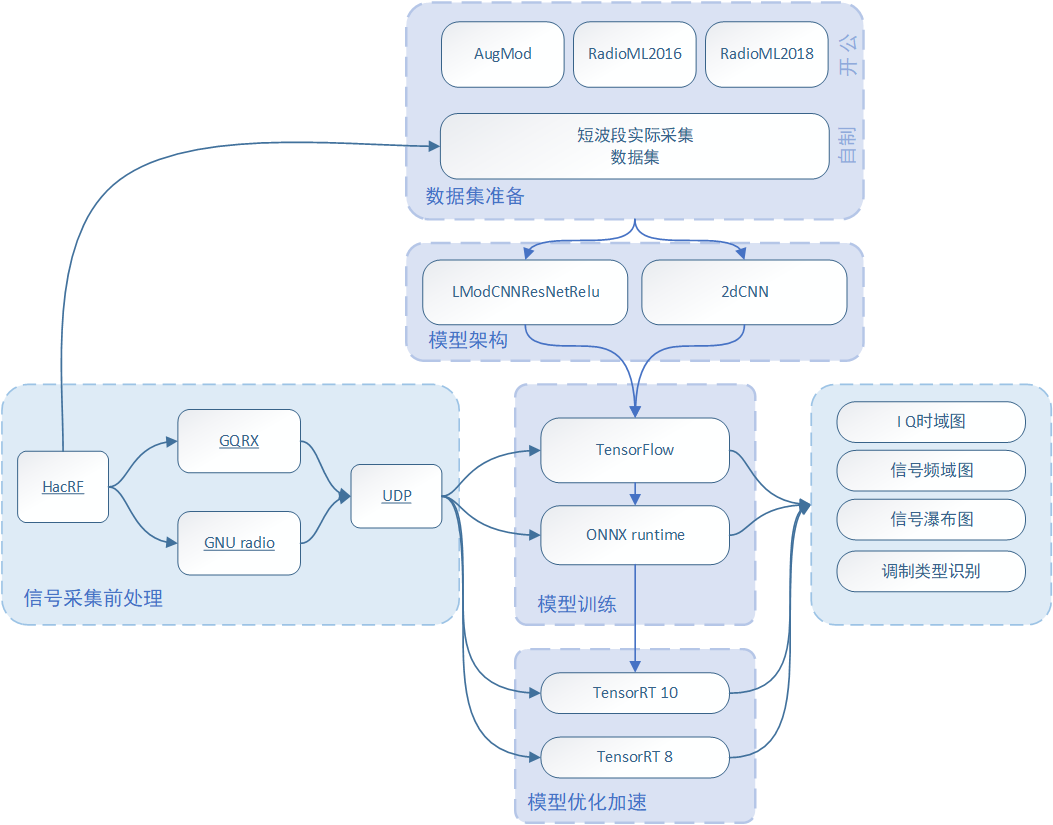 AugMod
RadioML2016
RadioML2018
公开
短波段实际采集
数据集
自制
数据集准备
LModCNNResNetRelu
2dCNN
模型架构
HacRF
GQRX
GNU radio
UDP
信号采集前处理
TensorFlow
ONNX runtime
模型训练
I Q时域图
信号频域图
信号瀑布图
调制类型识别
TensorRT 10
TensorRT 8
模型优化加速